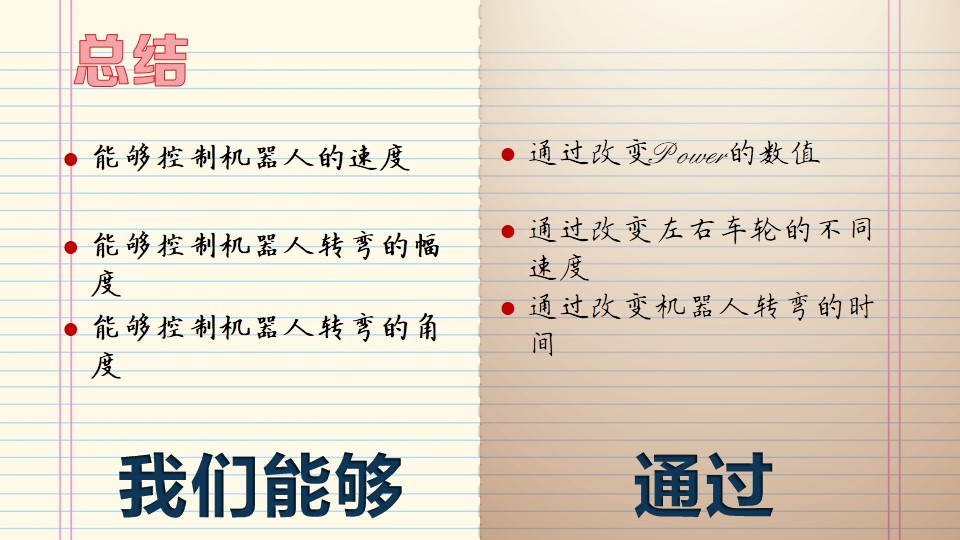 总结
能够控制机器人的速度
能够控制机器人转弯的幅
度
能够控制机器人转弯的角
度
我们能够
通过改变Power的数值
通过改变左右车轮的不同
速度
通过改变机器人转弯的时
间
通过